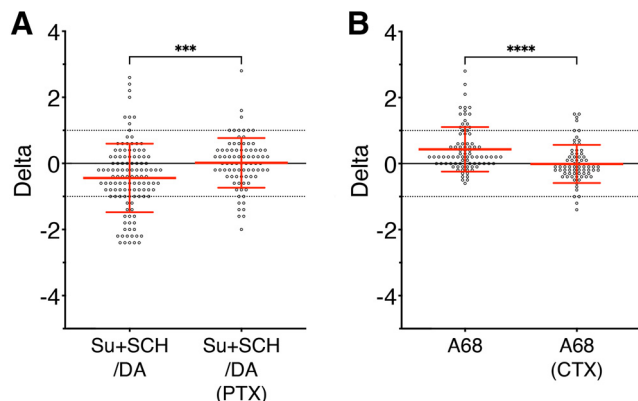 A
B
***
****
4
2
0
-2
-4
Delta
4
2
0
-2
-4
Delta
Su+SCH
/DA
Su+SCH
/DA
(PTX)
A68
A68
(CTX)